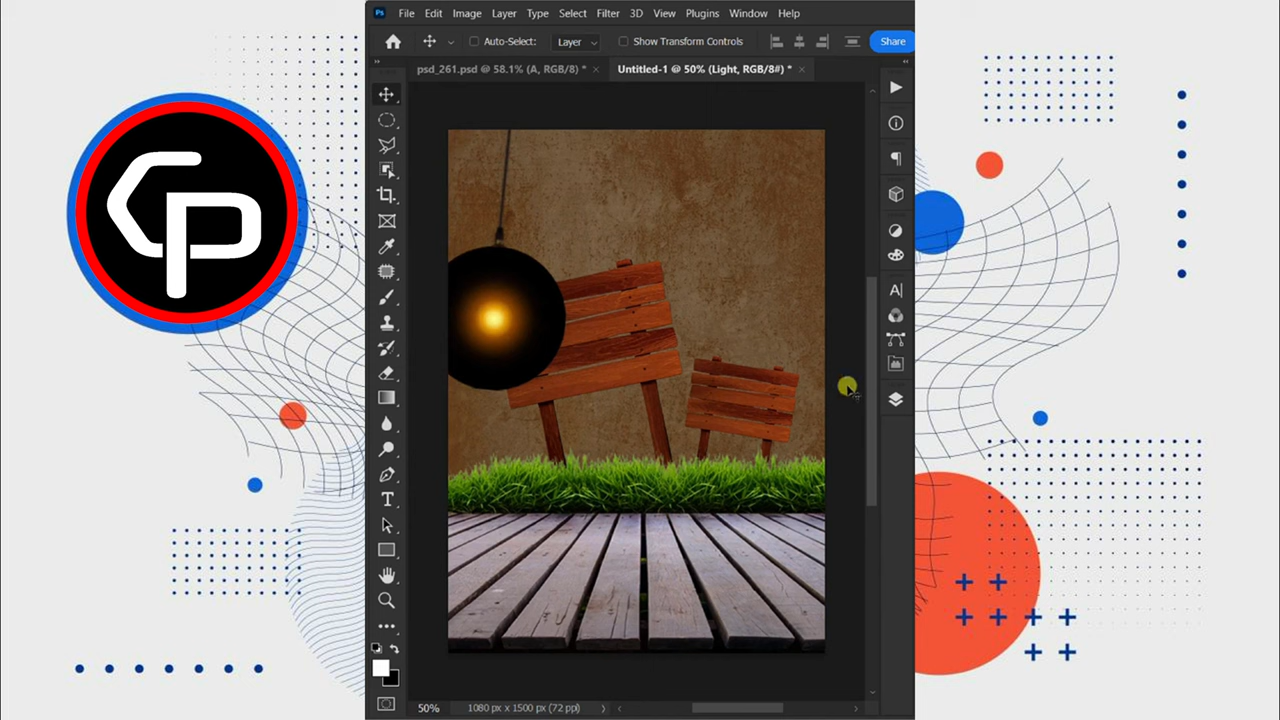 CP
Ps File Edit Image Layer Type Select Filter 3D View Plugins Window Help
Auto-Select: Layer Show Transform Controls Share
psd_261.psd @ 58.1% (A, RGB/8) * × Untitled-1 @ 50% (Light, RGB/8#) * ×
50% 1080 px x 1500 px (72 ppi)